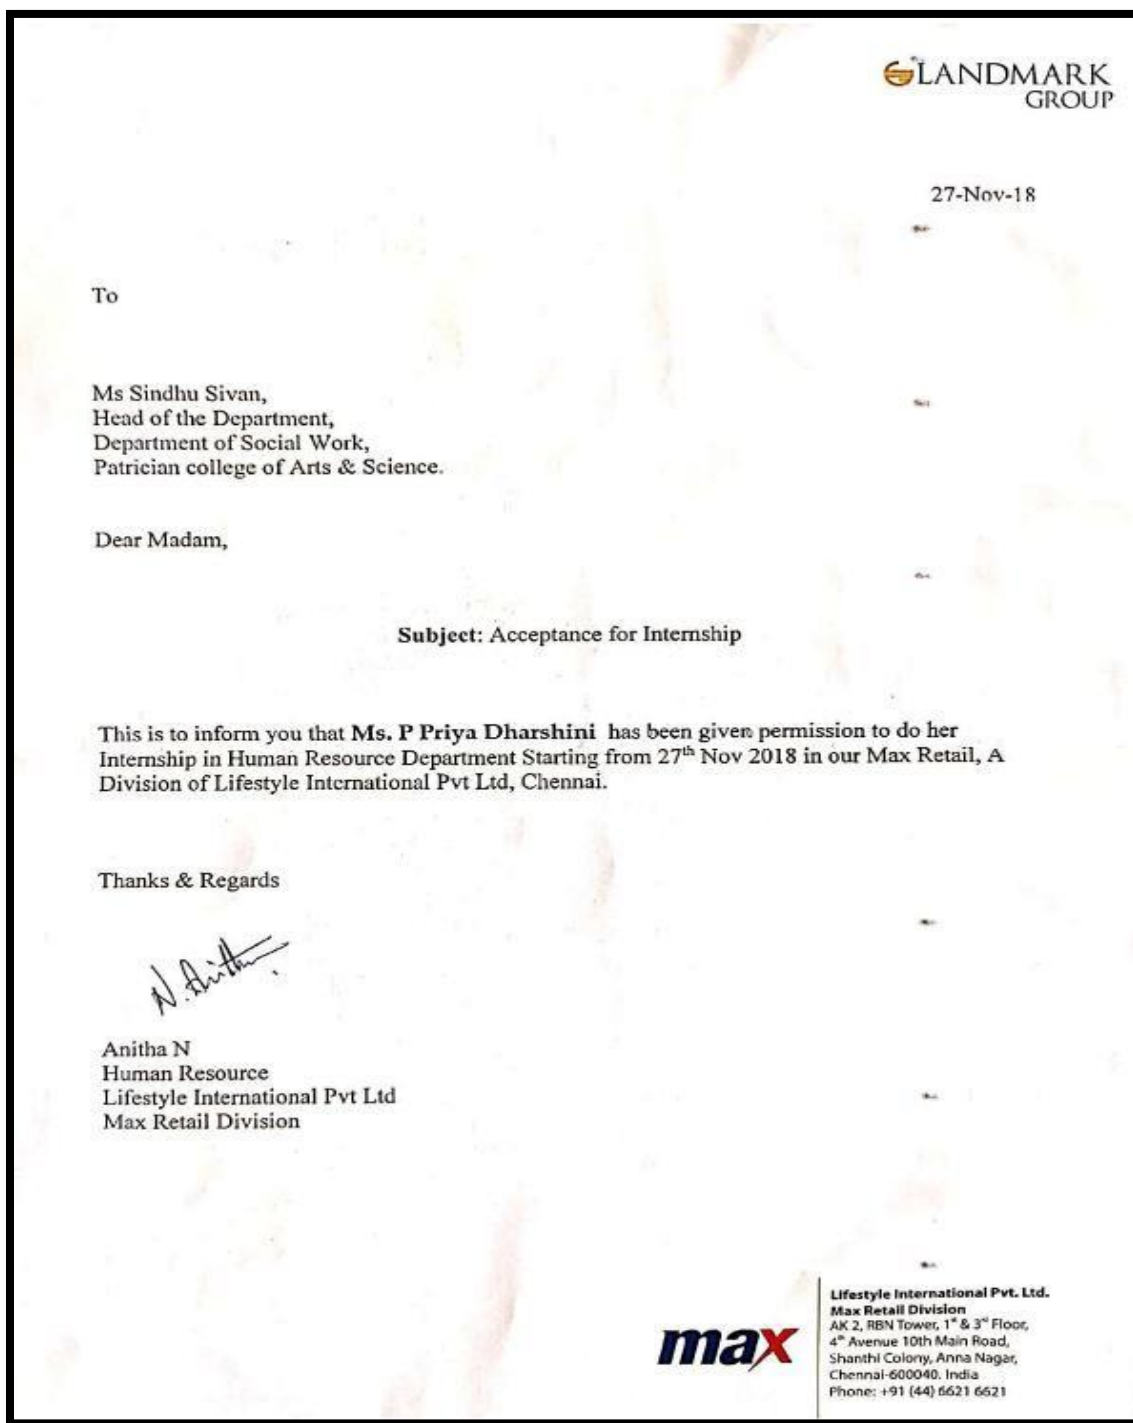 LANDMARK
GROUP
27-Nov-18
To
Ms Sindhu Sivan,
Head of the Department,
Department of Social Work,
Patrician college of Arts & Science.
Dear Madam,
Subject: Acceptance for Internship
This is to inform you that Ms. P Priya Dharshini has been given permission to do her
Internship in Human Resource Department Starting from 27th Nov 2018 in our Max Retail, A
Division of Lifestyle International Pvt Ltd, Chennai.
Thanks & Regards
N. Anitha
Anitha N
Human Resource
Lifestyle International Pvt Ltd
Max Retail Division
max
Lifestyle International Pvt. Ltd.
Max Retail Division
AK 2, RBN Tower, 1st & 3rd Floor,
4th Avenue 10th Main Road,
Shanthi Colony, Anna Nagar,
Chennai-600040. India
Phone: +91 (44) 6621 6621